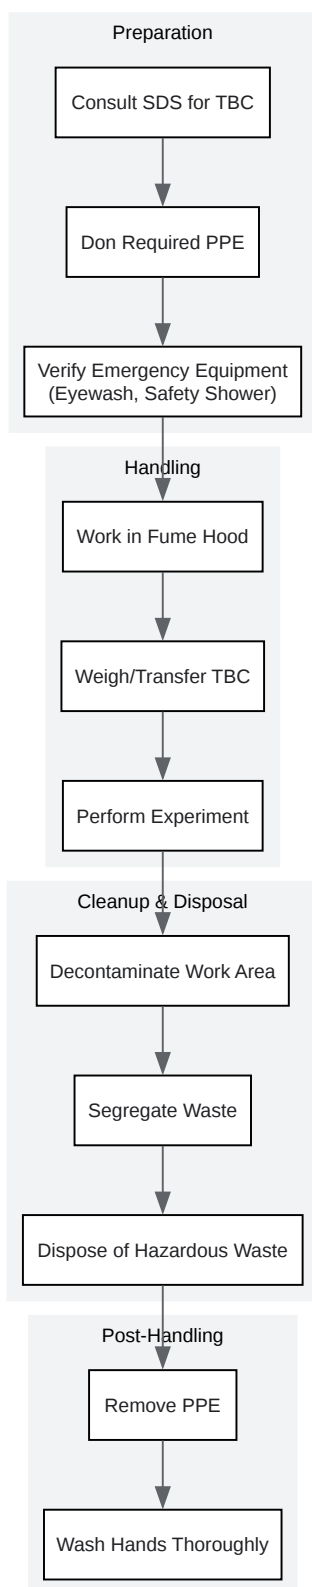 Preparation
Consult SDS for TBC
Don Required PPE
Verify Emergency Equipment
(Eyewash, Safety Shower)
Handling
Work in Fume Hood
Weigh/Transfer TBC
Perform Experiment
Cleanup & Disposal
Decontaminate Work Area
Segregate Waste
Dispose of Hazardous Waste
Post-Handling
Remove PPE
Wash Hands Thoroughly